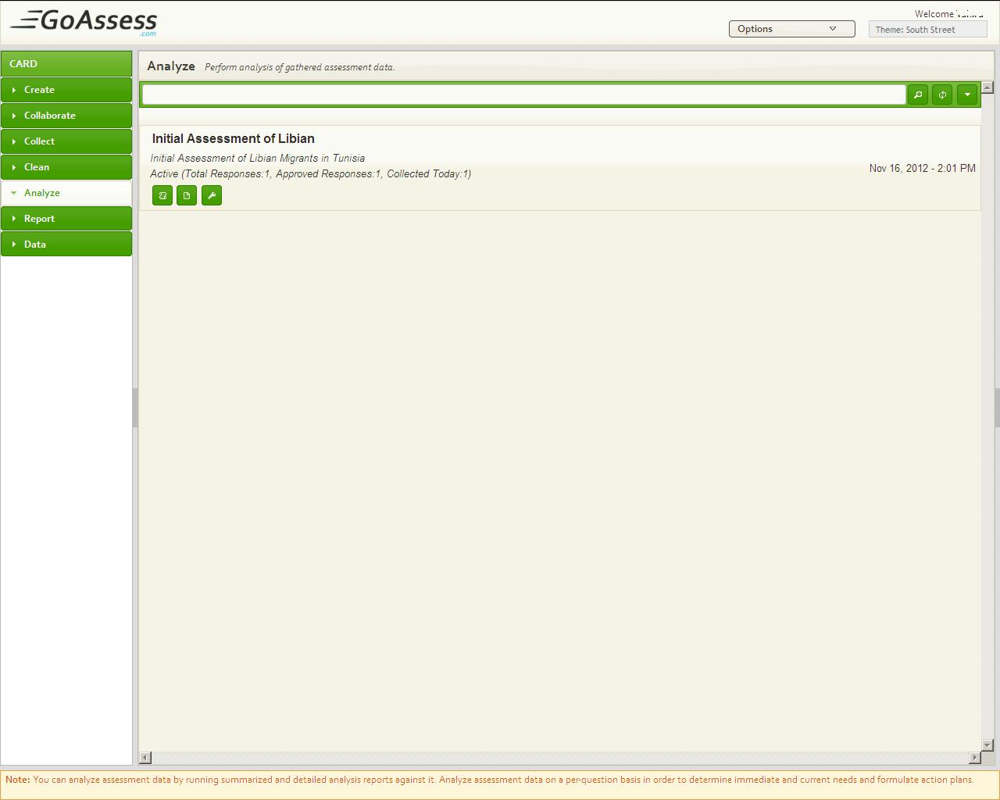 GoAssess
.com
Welcome
Options
Theme: South Street
CARD
Create
Collaborate
Collect
Clean
Analyze
Report
Data
Analyze Perform analysis of gathered assessment data.
Initial Assessment of Libian
Initial Assessment of Libian Migrants in Tunisia
Active (Total Responses:1, Approved Responses:1, Collected Today:1)
Nov 16, 2012 - 2:01 PM
Note: You can analyze assessment data by running summarized and detailed analysis reports against it. Analyze assessment data on a per-question basis in order to determine immediate and current needs and formulate action plans.